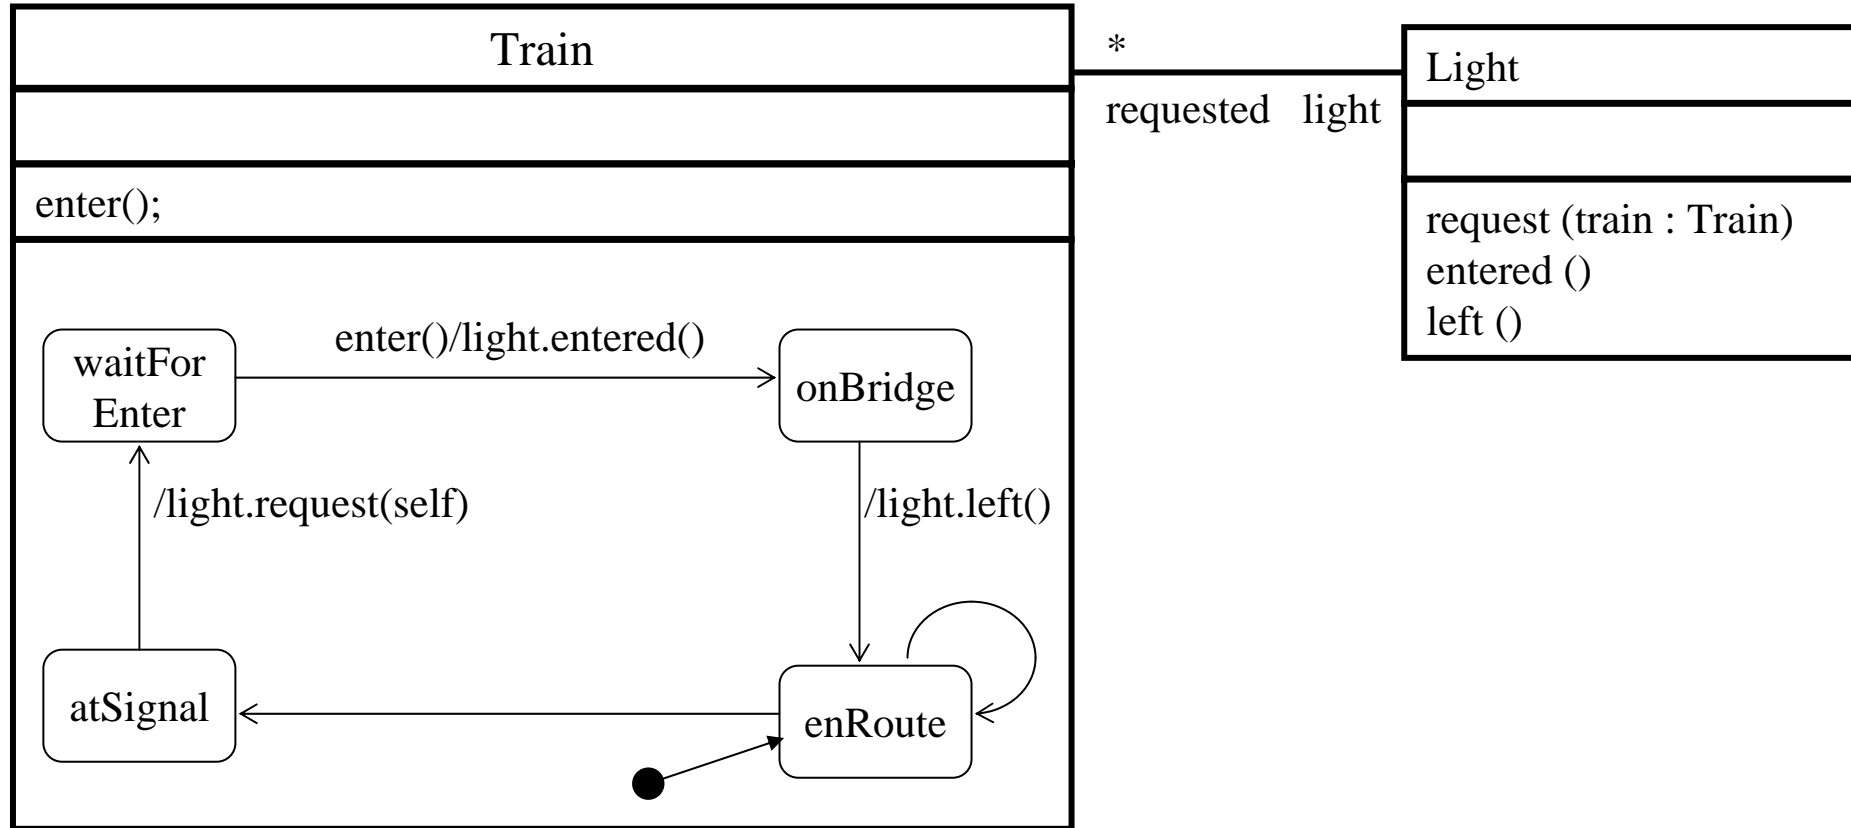 Train
enter();
waitFor
Enter
enter()/light.entered()
onBridge
/light.request(self)
/light.left()
atSignal
enRoute
*
requested light
Light
request (train : Train)
entered ()
left ()